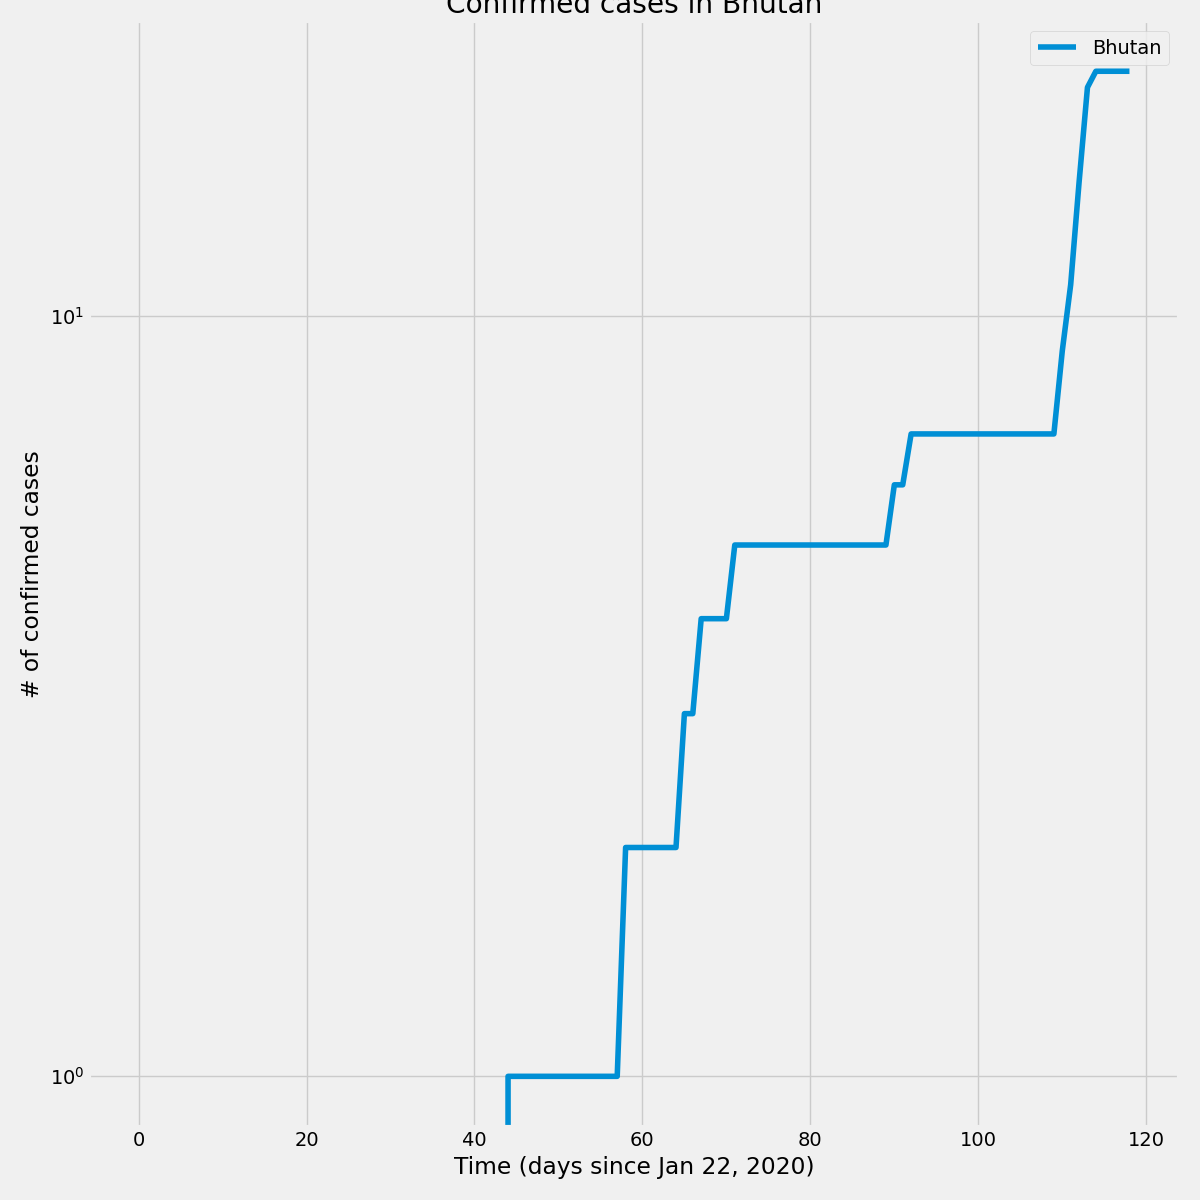 Confirmed cases in Bhutan
Bhutan
10¹
10⁰
# of confirmed cases
0 20 40 60 80 100 120
Time (days since Jan 22, 2020)